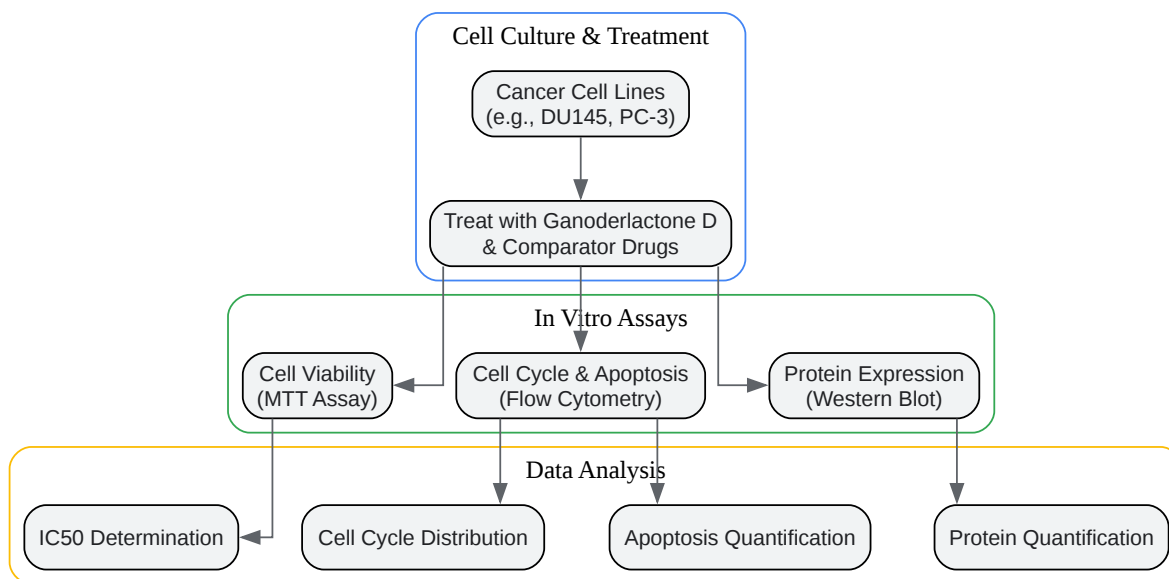 Cell Culture & Treatment
Cancer Cell Lines
(e.g., DU145, PC-3)
Treat with Ganoderlactone D
& Comparator Drugs
In Vitro Assays
Cell Viability
(MTT Assay)
Cell Cycle & Apoptosis
(Flow Cytometry)
Protein Expression
(Western Blot)
Data Analysis
IC50 Determination
Cell Cycle Distribution
Apoptosis Quantification
Protein Quantification